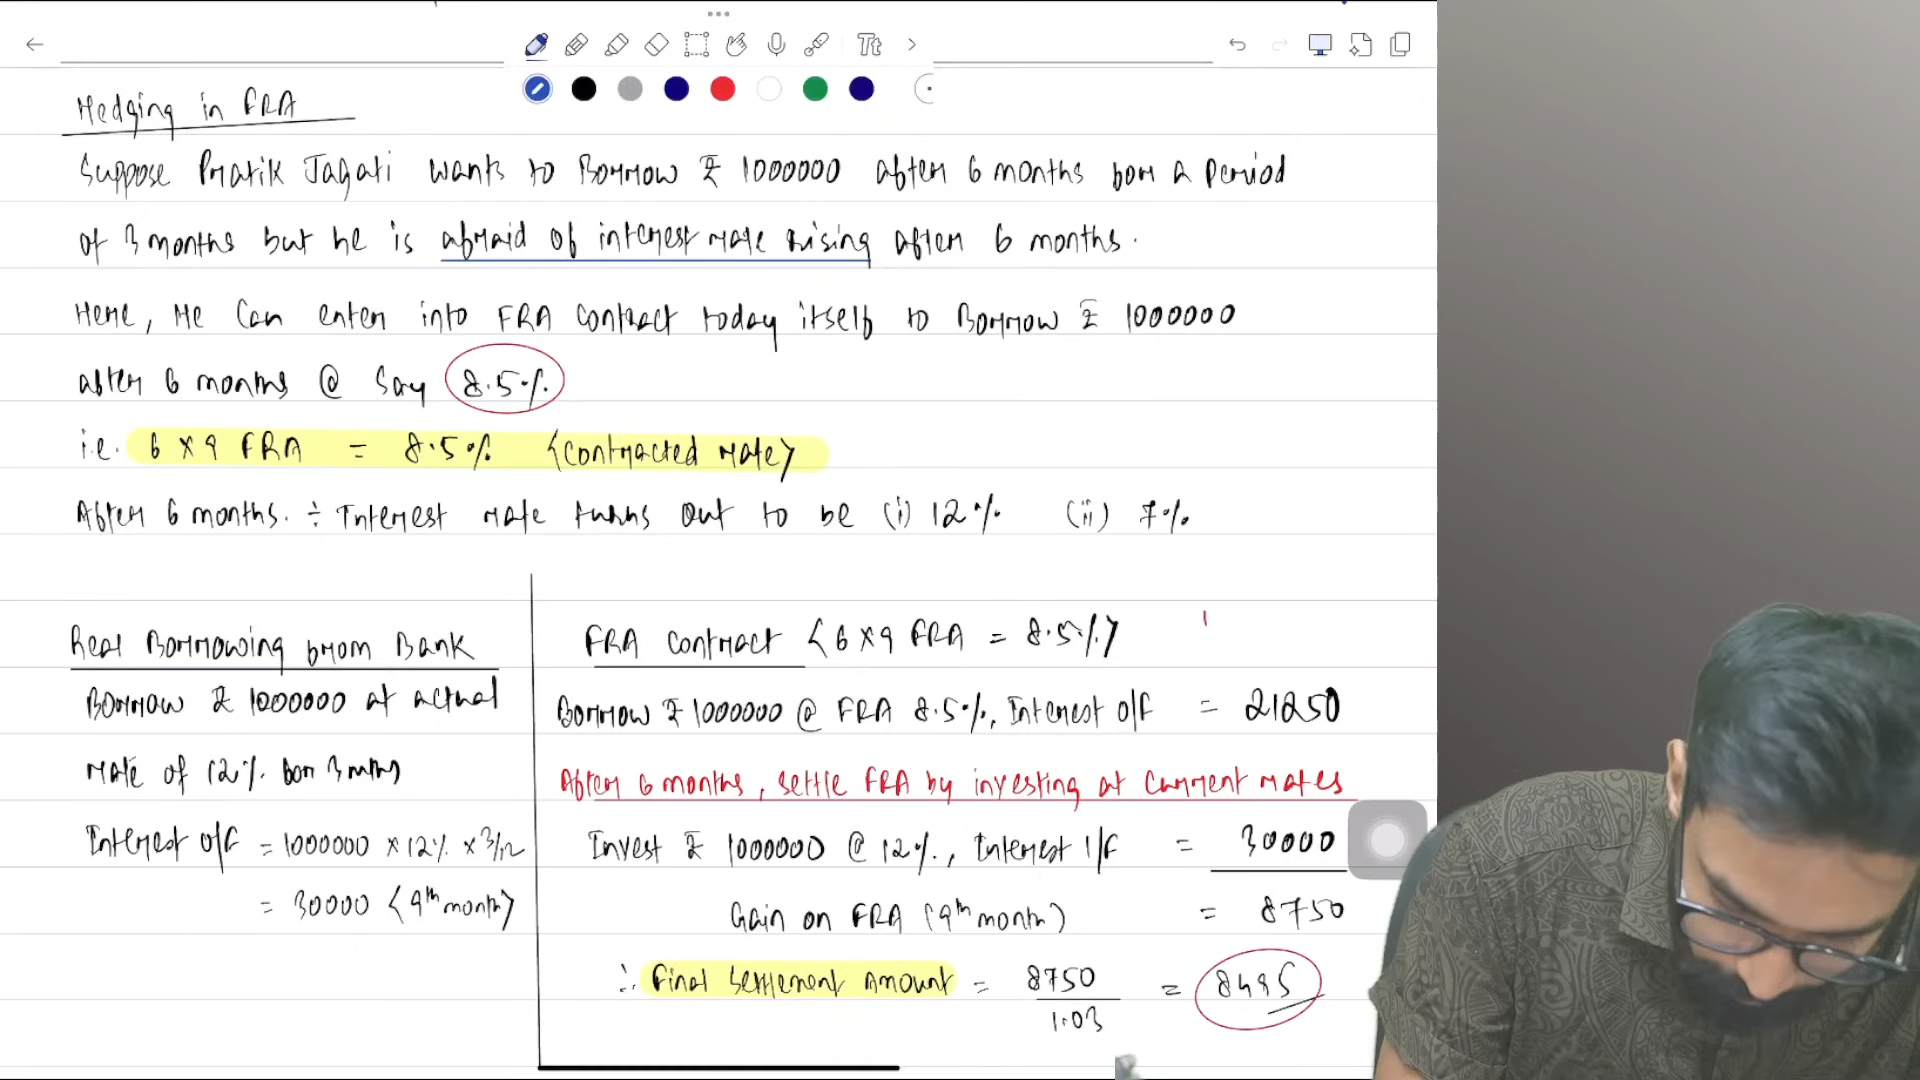 Tt
Hedging in FRA
Suppose Pratik Jagati wants to Borrow ₹ 1000000 after 6 months for a period
of 3 months but he is afraid of interest rate rising after 6 months.
Here, He Can enter into FRA Contract today itself to Borrow ₹ 1000000
after 6 months @ Say 8.5%
i.e. 6 x 9 FRA = 8.5% {Contracted rate}
After 6 months. ÷ Interest rate turns out to be (i) 12% (ii) 7%
Real Borrowing from Bank
Borrow ₹ 1000000 at actual
rate of 12% for 3 mths
Interest O/F = 1000000 x 12% x 3/12
= 30000 {9th month}
FRA Contract {6 x 9 FRA = 8.5%}
Borrow ₹ 1000000 @ FRA 8.5%, Interest O/F = 21250
After 6 months, Settle FRA by investing at Current rates
Invest ₹ 1000000 @ 12%, Interest I/F = 30000
Gain on FRA (9th month) = 8750
∴ Final Settlement Amount = 8750/1.03 = 8495